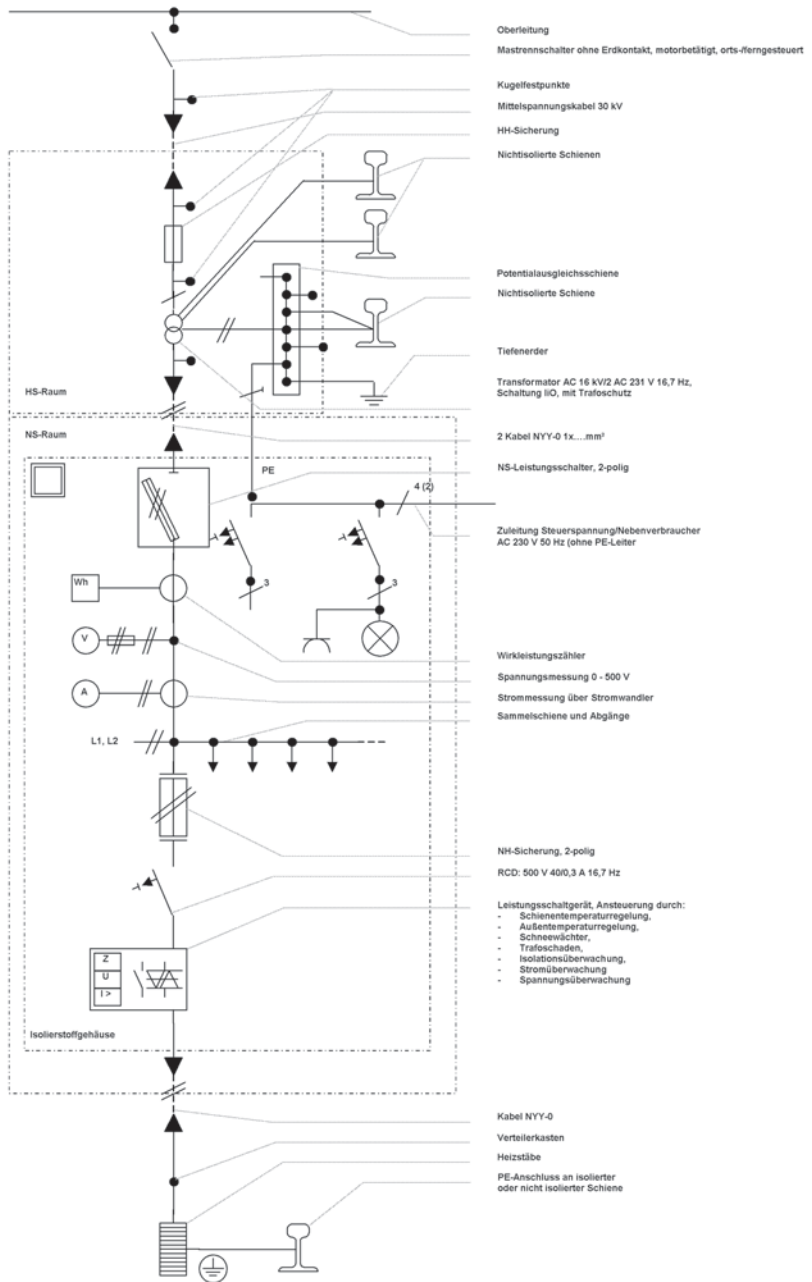 Oberleitung
Mastrennschalter ohne Erdkontakt, motorbetätigt, orts-/ferngesteuert
Kugelfestpunkte
Mittelspannungskabel 30 kV
HH-Sicherung
Nichtisolierte Schienen
Potentialausgleichsschiene
Nichtisolierte Schiene
Tiefenerder
Transformator AC 16 kV/2 AC 231 V 16,7 Hz,
Schaltung IiO, mit Trafoschutz
HS-Raum
NS-Raum
2 Kabel NYY-0 1x....mm²
PE
NS-Leistungsschalter, 2-polig
4 (2)
Zuleitung Steuerspannung/Nebenverbraucher
AC 230 V 50 Hz (ohne PE-Leiter
3
3
Wh
V
A
Wirkleistungszähler
Spannungsmessung 0 - 500 V
Strommessung über Stromwandler
Sammelschiene und Abgänge
L1, L2
NH-Sicherung, 2-polig
RCD: 500 V 40/0,3 A 16,7 Hz
Leistungsschaltgerät, Ansteuerung durch:
- Schienentemperaturregelung,
- Außentemperaturregelung,
- Schneewächter,
- Trafoschaden,
- Isolationsüberwachung,
- Stromüberwachung
- Spannungsüberwachung
Z
U
I >
Isolierstoffgehäuse
Kabel NYY-0
Verteilerkasten
Heizstäbe
PE-Anschluss an isolierter
oder nicht isolierter Schiene